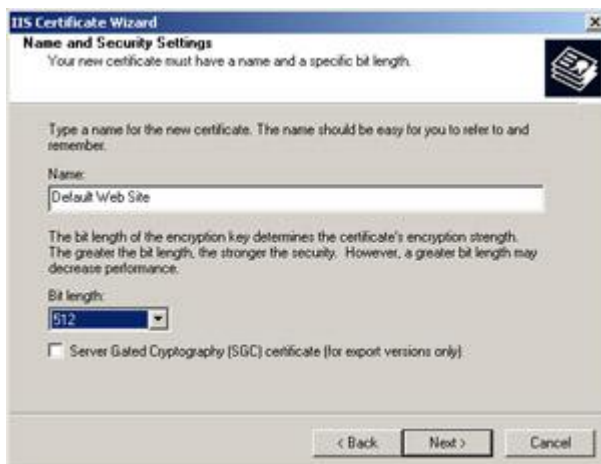 IIS Certificate Wizard
Name and Security Settings
Your new certificate must have a name and a specific bit length.
Type a name for the new certificate. The name should be easy for you to refer to and
remember.
Name:
Default Web Site
The bit length of the encryption key determines the certificate's encryption strength.
The greater the bit length, the stronger the security. However, a greater bit length may
decrease performance.
Bit length:
512
Server Gated Cryptography (SGC) certificate (for export versions only)
< Back
Next >
Cancel